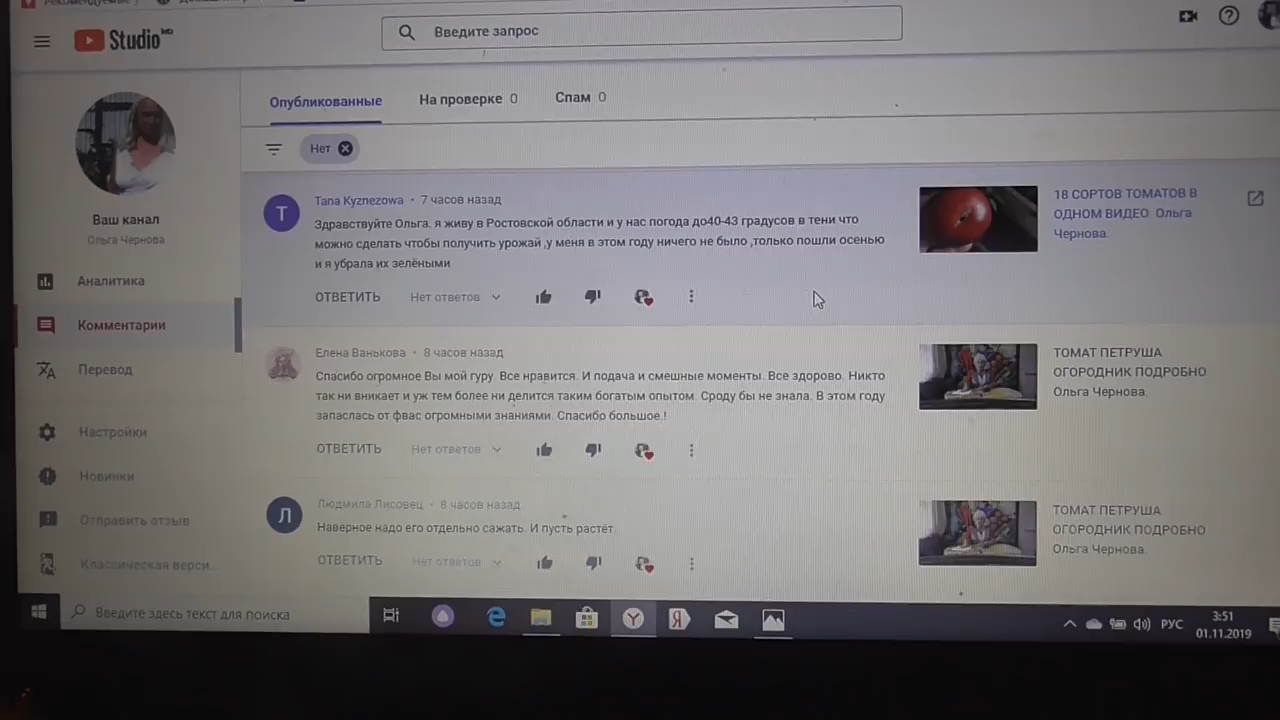 Studio
Введите запрос
Ваш канал
Ольга Чернова
Аналитика
Комментарии
Перевод
Настройки
Новинки
Отправить отзыв
Классическая верси...
Опубликованные
На проверке 0
Спам 0
Нет
T
Tana Kyznezowa • 7 часов назад
Здравствуйте Ольга. я живу в Ростовской области и у нас погода до40-43 градусов в тени что
можно сделать чтобы получить урожай ,у меня в этом году ничего не было ,только пошли осенью
и я убрала их зелёными
ОТВЕТИТЬ Нет ответов
18 СОРТОВ ТОМАТОВ В
ОДНОМ ВИДЕО. Ольга
Чернова.
Елена Ванькова • 8 часов назад
Спасибо огромное Вы мой гуру. Все нравится. И подача и смешные моменты. Все здорово. Никто
так ни вникает и уж тем более ни делится таким богатым опытом. Сроду бы не знала. В этом году
запаслась от фвас огромными знаниями. Спасибо большое.!
ОТВЕТИТЬ Нет ответов
ТОМАТ ПЕТРУША
ОГОРОДНИК ПОДРОБНО
Ольга Чернова.
Л
Людмила Лисовец • 8 часов назад
Наверное надо его отдельно сажать. И пусть растёт
ОТВЕТИТЬ Нет ответов
ТОМАТ ПЕТРУША
ОГОРОДНИК ПОДРОБНО
Ольга Чернова.
Введите здесь текст для поиска
РУС
3:51
01.11.2019